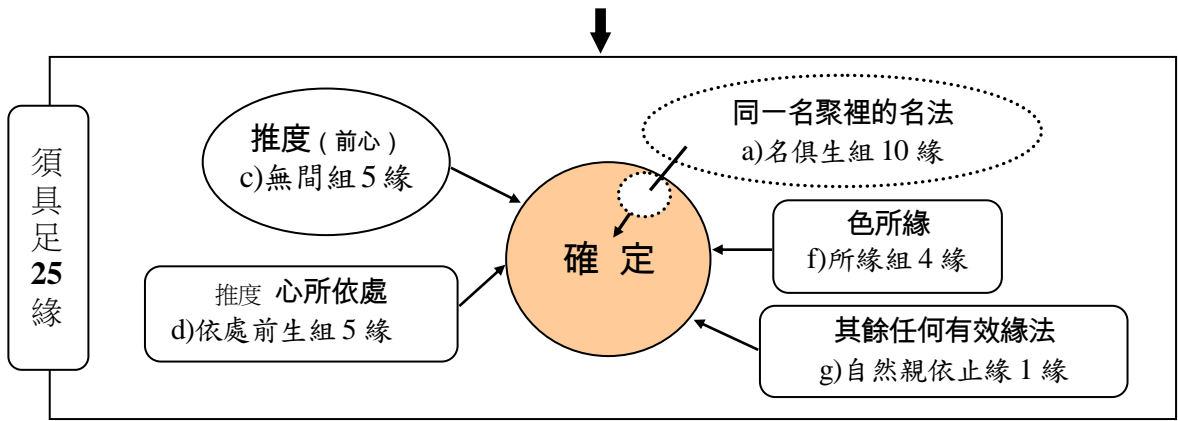 須具足25緣
推度（前心）
c)無間組 5 緣
同一名聚裡的名法
a)名俱生組 10 緣
確 定
色所緣
f)所緣組 4 緣
推度 心所依處
d)依處前生組 5 緣
其餘任何有效緣法
g)自然親依止緣 1 緣